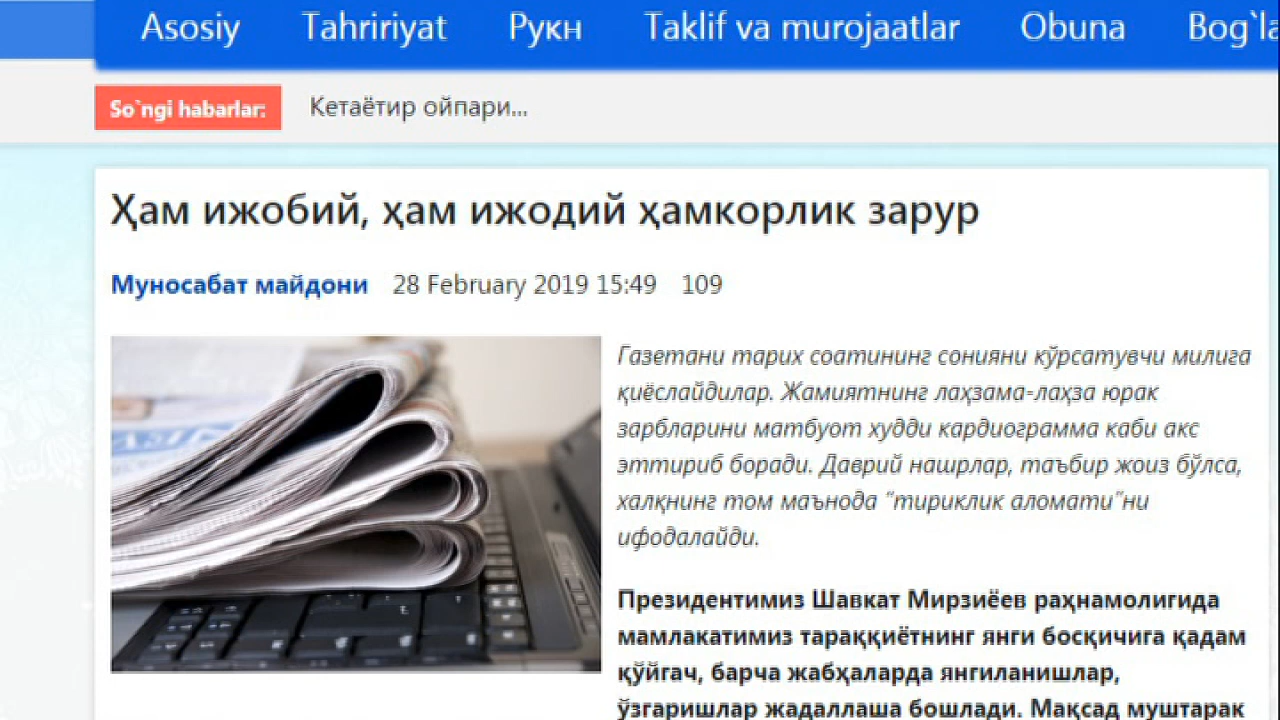 Asosiy Tahririyat Рукн Taklif va murojaatlar Obuna
So`ngi habarlar: Кетаётир ойпари...
Ҳам ижобий, ҳам ижодий ҳамкорлик зарур
Муносабат майдони 28 February 2019 15:49 109
Газетани тарих соатининг сонияни кўрсатувчи милига
қиёслайдилар. Жамиятнинг лаҳзама-лаҳза юрак
зарбларини матбуот худди кардиограмма каби акс
эттириб боради. Даврий нашрлар, таъбир жоиз бўлса,
халқнинг том маънода “тириклик аломати”ни
ифодалайди.
Президентимиз Шавкат Мирзиёев раҳнамолигида
мамлакатимиз тараққиётнинг янги босқичига қадам
қўйгач, барча жабҳаларда янгиланишлар,
ўзгаришлар жадаллаша бошлади. Мақсад муштарак